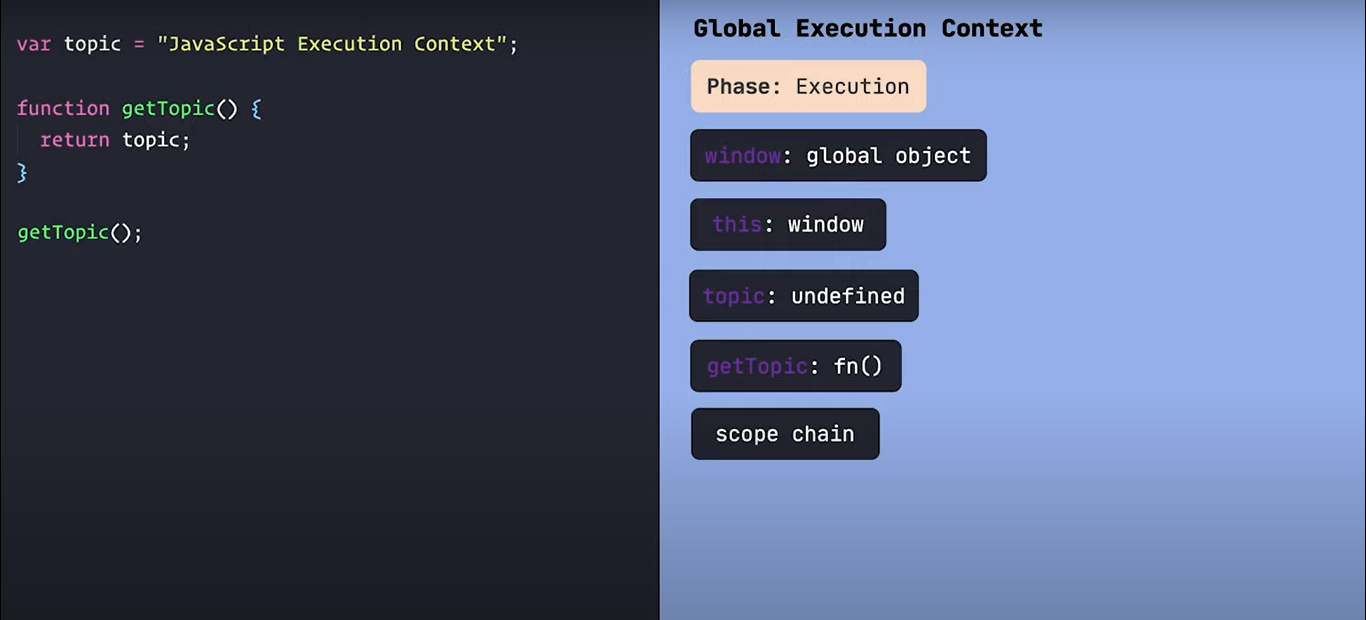 var topic = "JavaScript Execution Context";
function getTopic() {
return topic;
}
getTopic();
Global Execution Context
Phase: Execution
window: global object
this: window
topic: undefined
getTopic: fn()
scope chain